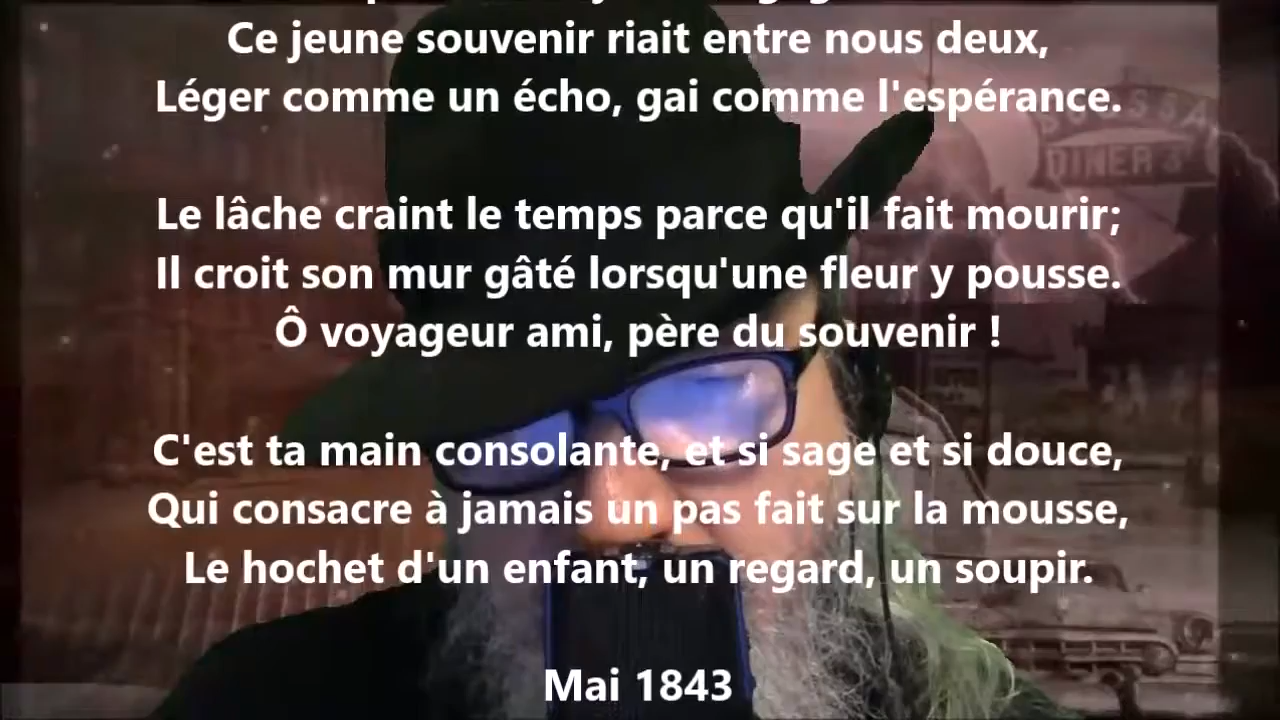 Ce jeune souvenir riait entre nous deux,
Léger comme un écho, gai comme l'espérance.
Le lâche craint le temps parce qu'il fait mourir;
Il croit son mur gâté lorsqu'une fleur y pousse.
Ô voyageur ami, père du souvenir !
C'est ta main consolante, et si sage et si douce,
Qui consacre à jamais un pas fait sur la mousse,
Le hochet d'un enfant, un regard, un soupir.
Mai 1843
DINER